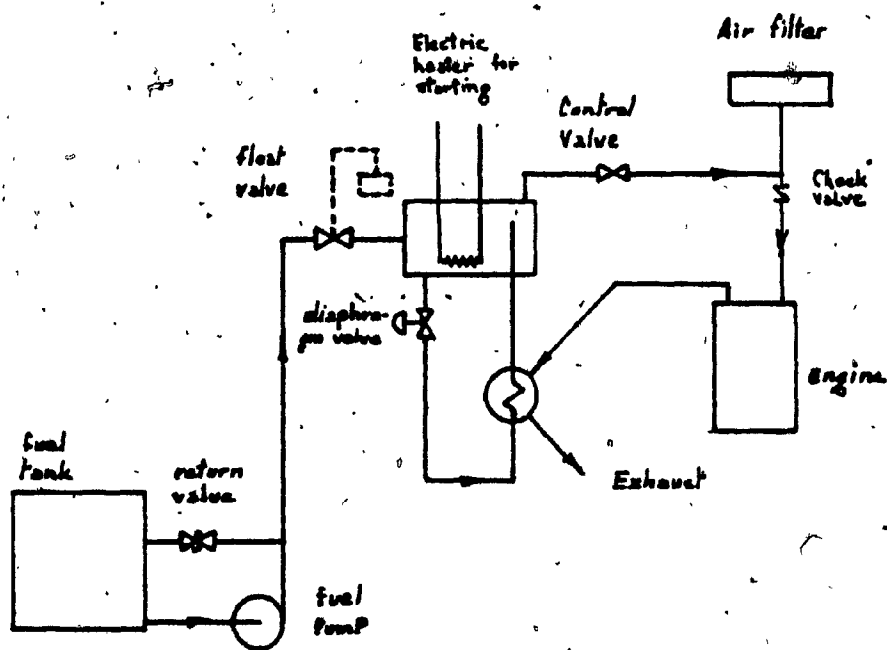 Air filter
Electric
heater for
starting
Control
Valve
float
valve
Check
valve
diaphra-
gm valve
Engine
fuel
tank
return
valve
Exhaust
fuel
pump